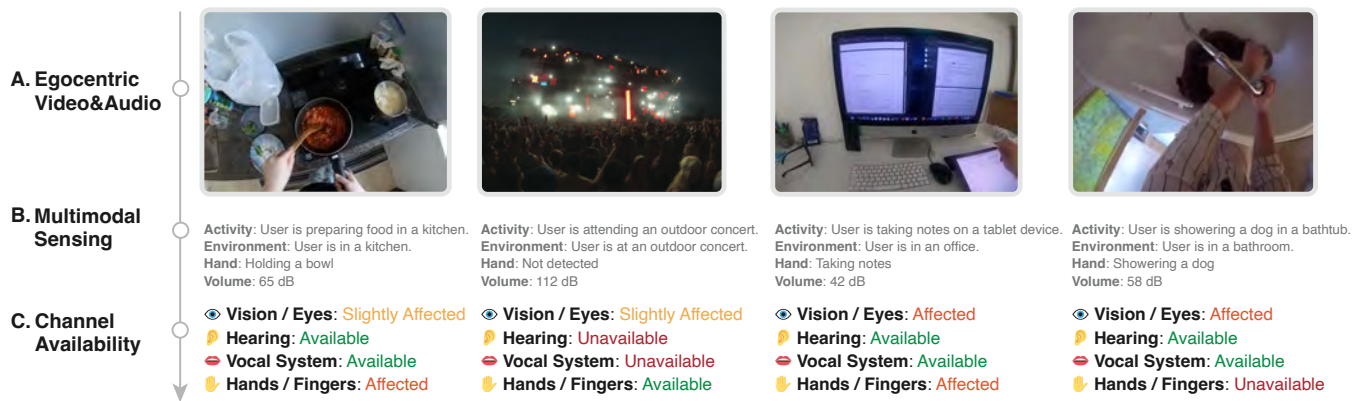 A. Egocentric
Video&Audio
B. Multimodal
Sensing
Activity: User is preparing food in a kitchen.
Environment: User is in a kitchen.
Hand: Holding a bowl
Volume: 65 dB
Activity: User is attending an outdoor concert.
Environment: User is at an outdoor concert.
Hand: Not detected
Volume: 112 dB
Activity: User is taking notes on a tablet device.
Environment: User is in an office.
Hand: Taking notes
Volume: 42 dB
Activity: User is showering a dog in a bathtub.
Environment: User is in a bathroom.
Hand: Showering a dog
Volume: 58 dB
C. Channel
Availability
Vision / Eyes: Slightly Affected
Hearing: Available
Vocal System: Available
Hands / Fingers: Affected
Vision / Eyes: Slightly Affected
Hearing: Unavailable
Vocal System: Unavailable
Hands / Fingers: Available
Vision / Eyes: Affected
Hearing: Available
Vocal System: Available
Hands / Fingers: Affected
Vision / Eyes: Affected
Hearing: Available
Vocal System: Available
Hands / Fingers: Unavailable